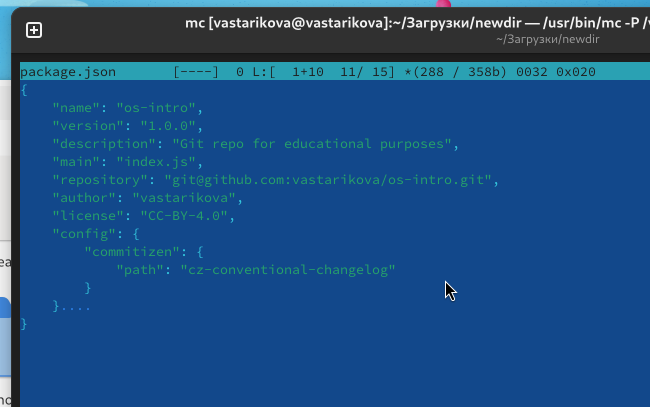 mc [vastarikova@vastarikova]:~/Загрузки/newdir — /usr/bin/mc -P /v
~/Загрузки/newdir
package.json       [----]  0 L:[  1+10  11/ 15] *(288 / 358b) 0032 0x020
{
    "name": "os-intro",
    "version": "1.0.0",
    "description": "Git repo for educational purposes",
    "main": "index.js",
    "repository": "git@github.com:vastarikova/os-intro.git",
    "author": "vastarikova",
    "license": "CC-BY-4.0",
    "config": {
        "commitizen": {
            "path": "cz-conventional-changelog"
        }
    }....
}